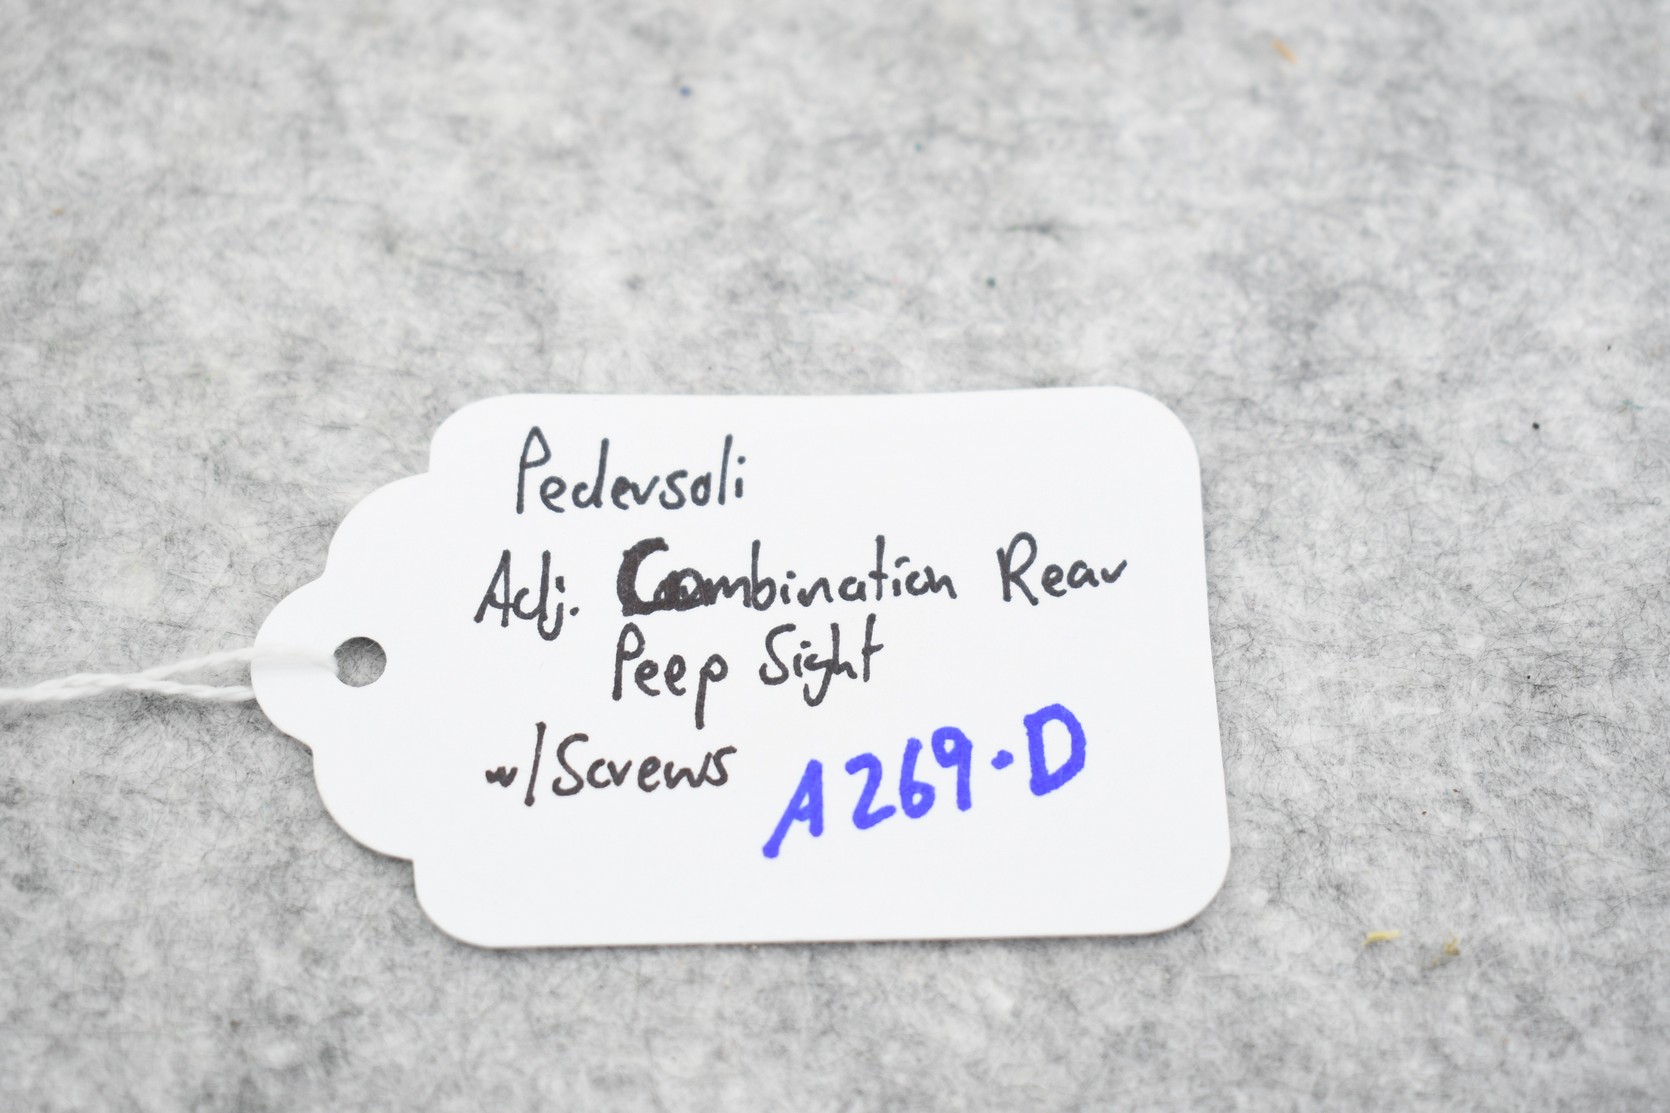 Pedersoli
Adj. Combination Rear
Peep Sight
w/Screws
A269-D